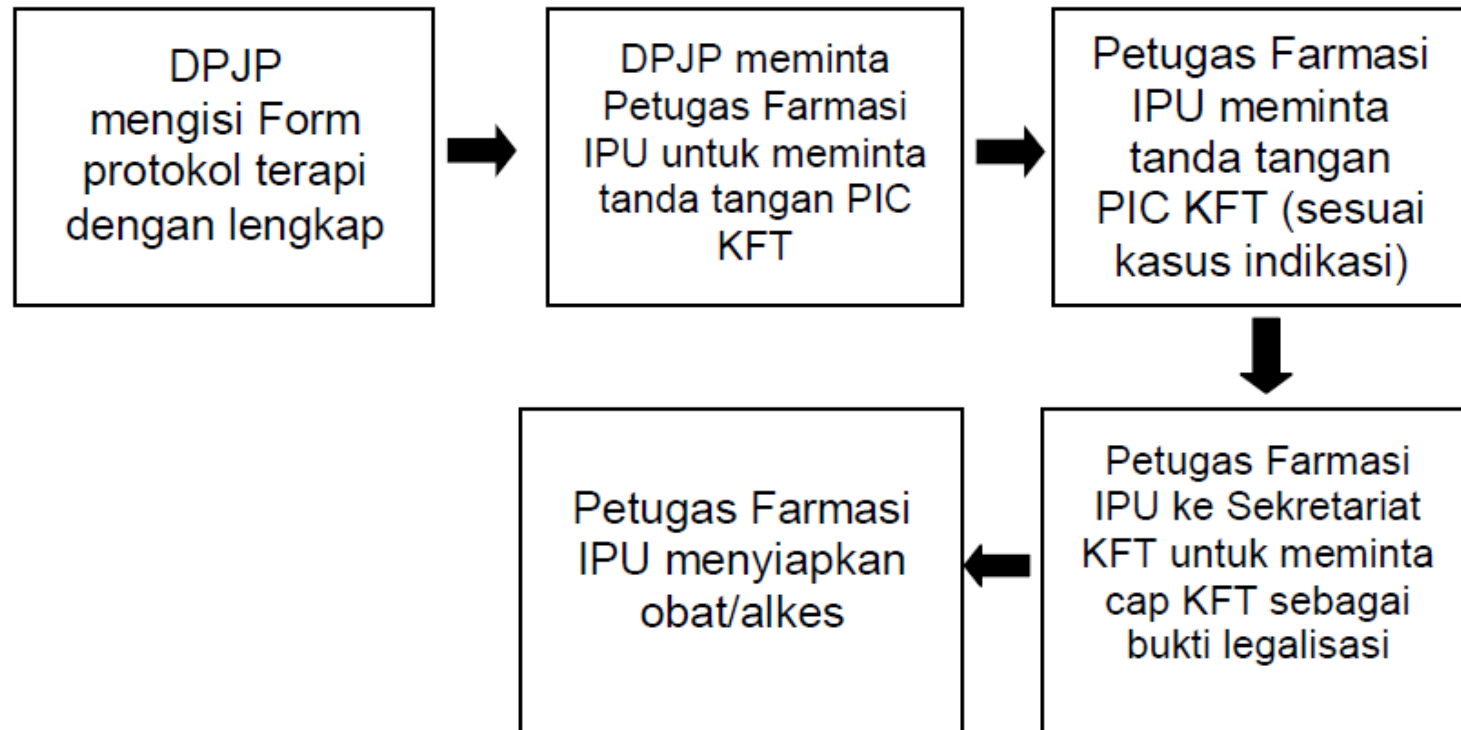 DPJP
mengisi Form
protokol terapi
dengan lengkap
DPJP meminta
Petugas Farmasi
IPU untuk meminta
tanda tangan PIC
KFT
Petugas Farmasi
IPU meminta
tanda tangan
PIC KFT (sesuai
kasus indikasi)
Petugas Farmasi
IPU ke Sekretariat
KFT untuk meminta
cap KFT sebagai
bukti legalisasi
Petugas Farmasi
IPU menyiapkan
obat/alkes